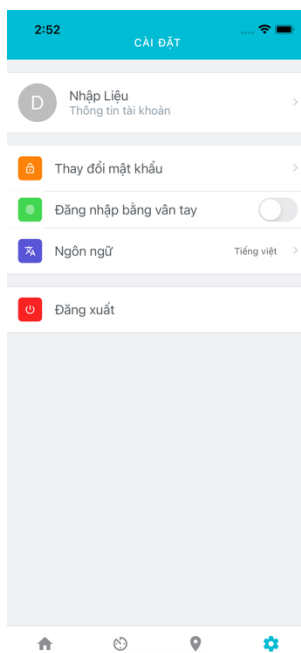 2:52
CÀI ĐẶT
D
Nhập Liệu
Thông tin tài khoản
Thay đổi mật khẩu
Đăng nhập bằng vân tay
Ngôn ngữ
Tiếng việt
Đăng xuất